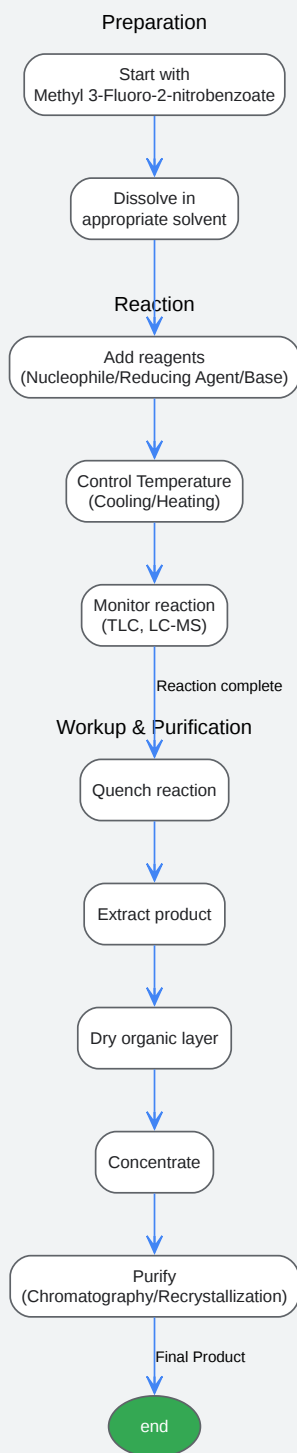 Preparation
Start with
Methyl 3-Fluoro-2-nitrobenzoate
Dissolve in
appropriate solvent
Reaction
Add reagents
(Nucleophile/Reducing Agent/Base)
Control Temperature
(Cooling/Heating)
Monitor reaction
(TLC, LC-MS)
Reaction complete
Workup & Purification
Quench reaction
Extract product
Dry organic layer
Concentrate
Purify
(Chromatography/Recrystallization)
Final Product
end